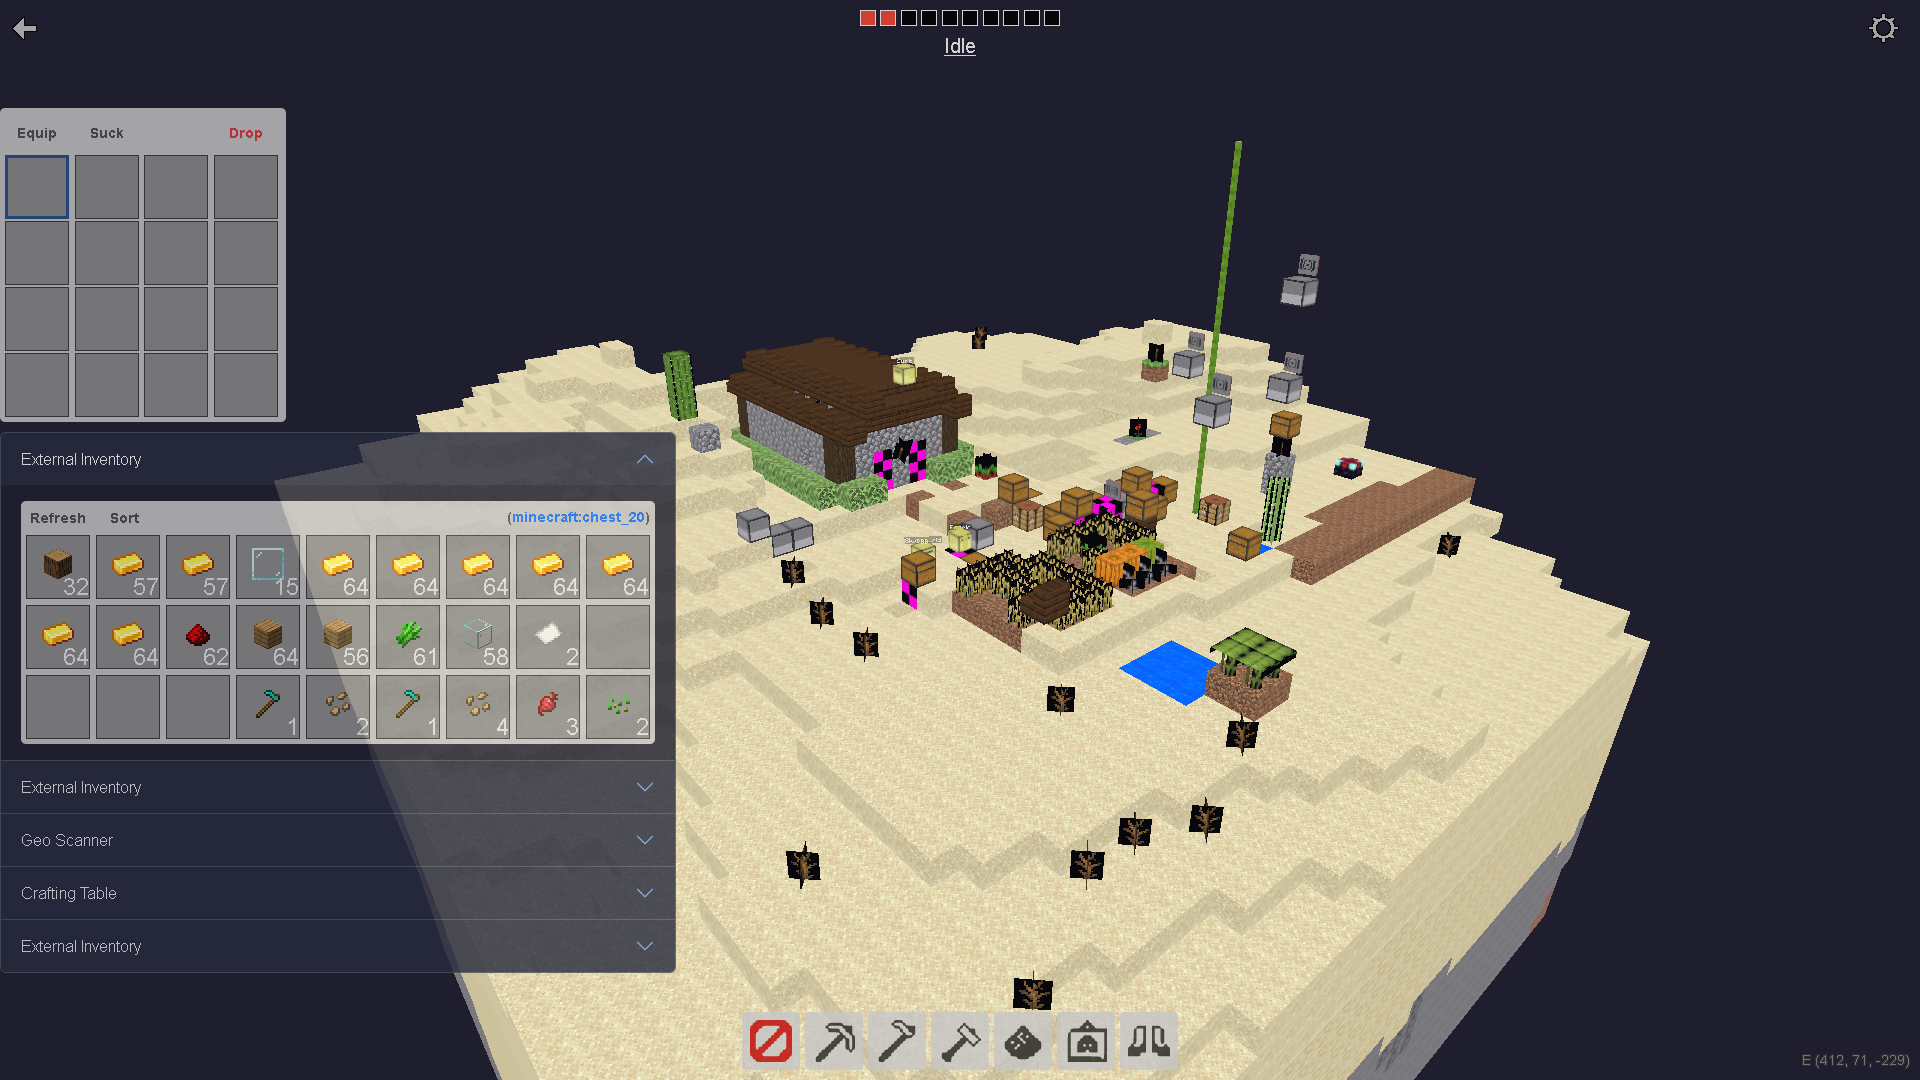 Idle
Equip Suck Drop
External Inventory
Refresh Sort (minecraft:chest_20)
32 57 57 15 64 64 64 64 64
64 64 62 64 56 61 58 2
1 2 1 4 3 2
External Inventory
Geo Scanner
Crafting Table
External Inventory
E (412, 71, -229)